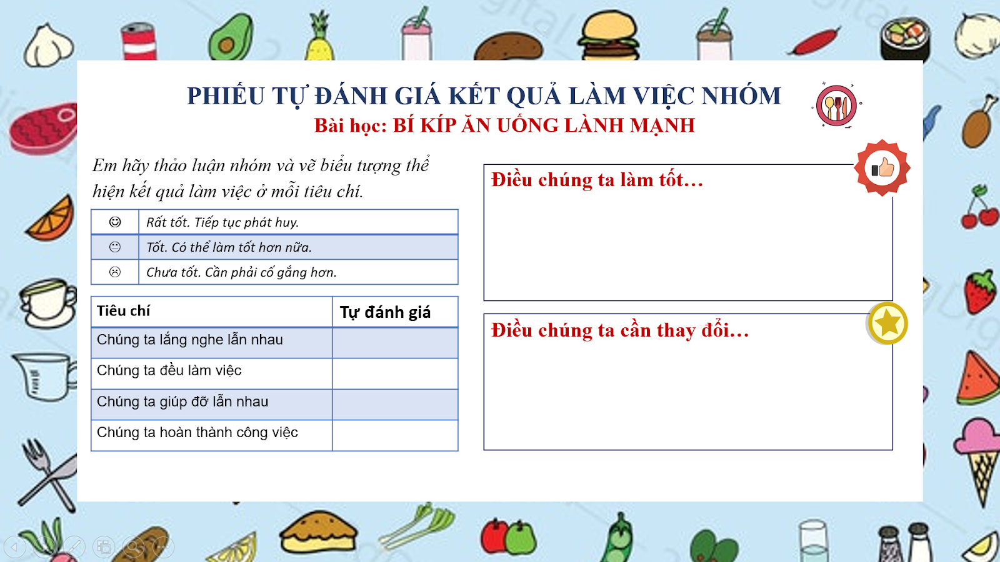 PHIẾU TỰ ĐÁNH GIÁ KẾT QUẢ LÀM VIỆC NHÓM
Bài học: BÍ KÍP ĂN UỐNG LÀNH MẠNH
Em hãy thảo luận nhóm và vẽ biểu tượng thể
hiện kết quả làm việc ở mỗi tiêu chí.
☺ Rất tốt. Tiếp tục phát huy.
😐 Tốt. Có thể làm tốt hơn nữa.
☹ Chưa tốt. Cần phải cố gắng hơn.
Tiêu chí Tự đánh giá
Chúng ta lắng nghe lẫn nhau
Chúng ta đều làm việc
Chúng ta giúp đỡ lẫn nhau
Chúng ta hoàn thành công việc
Điều chúng ta làm tốt...
Điều chúng ta cần thay đổi...